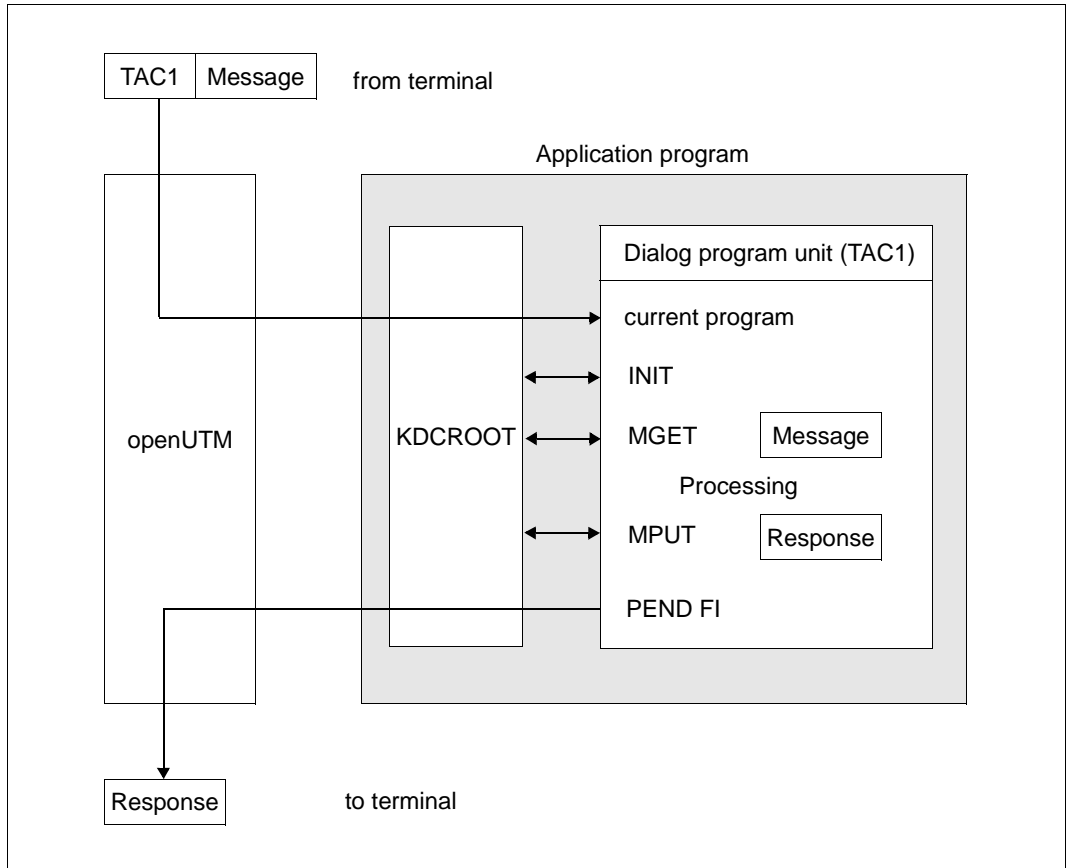 TAC1 Message from terminal
Application program
Dialog program unit (TAC1)
current program
INIT
openUTM KDCROOT MGET Message
Processing
MPUT Response
PEND FI
Response to terminal